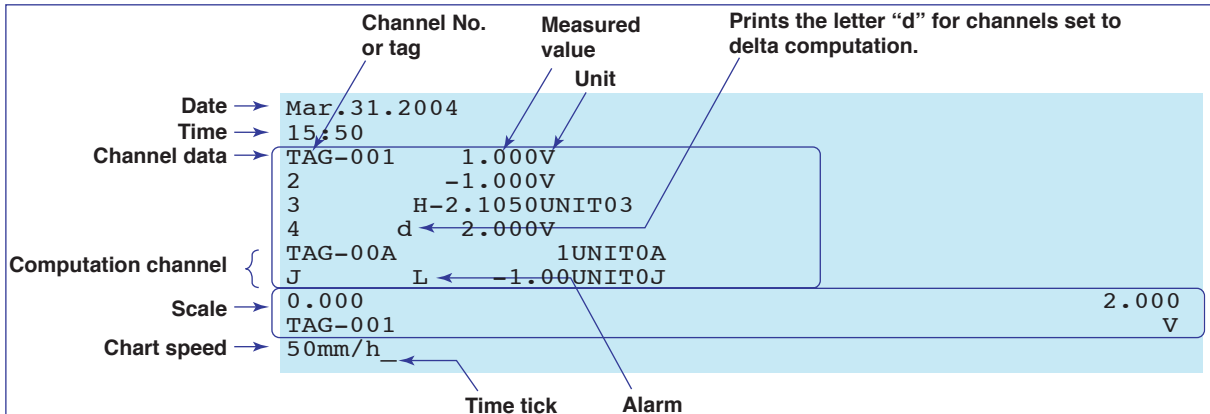 Channel No.
or tag
Measured
value
Unit
Prints the letter “d” for channels set to
delta computation.
Date
Mar.31.2004
Time
15:50
Channel data
TAG-001 1.000V
2 -1.000V
3 H-2.1050UNIT03
4 d 2.000V
Computation channel
TAG-00A 1UNIT0A
J L -1.00UNIT0J
Scale
0.000 2.000
TAG-001 V
Chart speed
50mm/h_
Time tick
Alarm